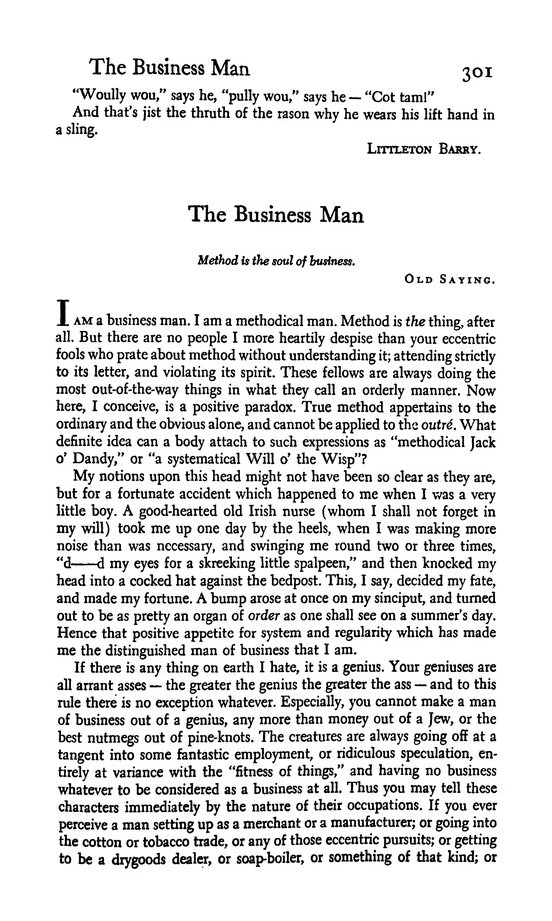 The Business Man 301
“Woully wou,” says he, “pully wou,” says he — “Cot tam!”
And that's jist the thruth of the rason why he wears his lift hand in
a sling.
LITTLETON BARRY.
The Business Man
Method is the soul of business.
OLD SAYING.
I AM a business man. I am a methodical man. Method is the thing, after
all. But there are no people I more heartily despise than your eccentric
fools who prate about method without understanding it; attending strictly
to its letter, and violating its spirit. These fellows are always doing the
most out-of-the-way things in what they call an orderly manner. Now
here, I conceive, is a positive paradox. True method appertains to the
ordinary and the obvious alone, and cannot be applied to the outré. What
definite idea can a body attach to such expressions as “methodical Jack
o' Dandy,” or “a systematical Will o' the Wisp”?
My notions upon this head might not have been so clear as they are,
but for a fortunate accident which happened to me when I was a very
little boy. A good-hearted old Irish nurse (whom I shall not forget in
my will) took me up one day by the heels, when I was making more
noise than was necessary, and swinging me round two or three times,
“d——d my eyes for a skreeking little spalpeen,” and then knocked my
head into a cocked hat against the bedpost. This, I say, decided my fate,
and made my fortune. A bump arose at once on my sinciput, and turned
out to be as pretty an organ of order as one shall see on a summer's day.
Hence that positive appetite for system and regularity which has made
me the distinguished man of business that I am.
If there is any thing on earth I hate, it is a genius. Your geniuses are
all arrant asses — the greater the genius the greater the ass — and to this
rule there is no exception whatever. Especially, you cannot make a man
of business out of a genius, any more than money out of a Jew, or the
best nutmegs out of pine-knots. The creatures are always going off at a
tangent into some fantastic employment, or ridiculous speculation, en-
tirely at variance with the “fitness of things,” and having no business
whatever to be considered as a business at all. Thus you may tell these
characters immediately by the nature of their occupations. If you ever
perceive a man setting up as a merchant or a manufacturer; or going into
the cotton or tobacco trade, or any of those eccentric pursuits; or getting
to be a drygoods dealer, or soap-boiler, or something of that kind; or